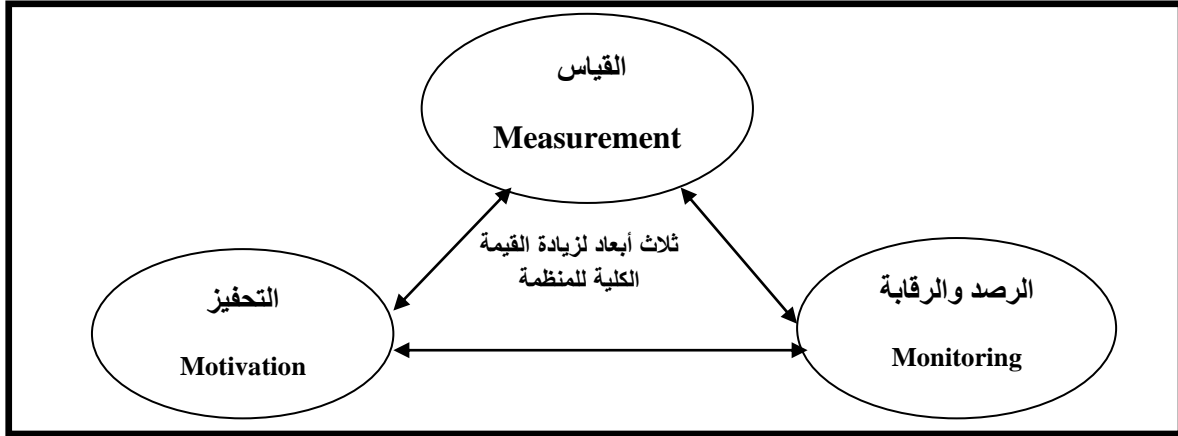 القياس
Measurement
ثلاث أبعاد لزيادة القيمة
الكلية للمنظمة
الرصد والرقابة
Monitoring
التحفيز
Motivation